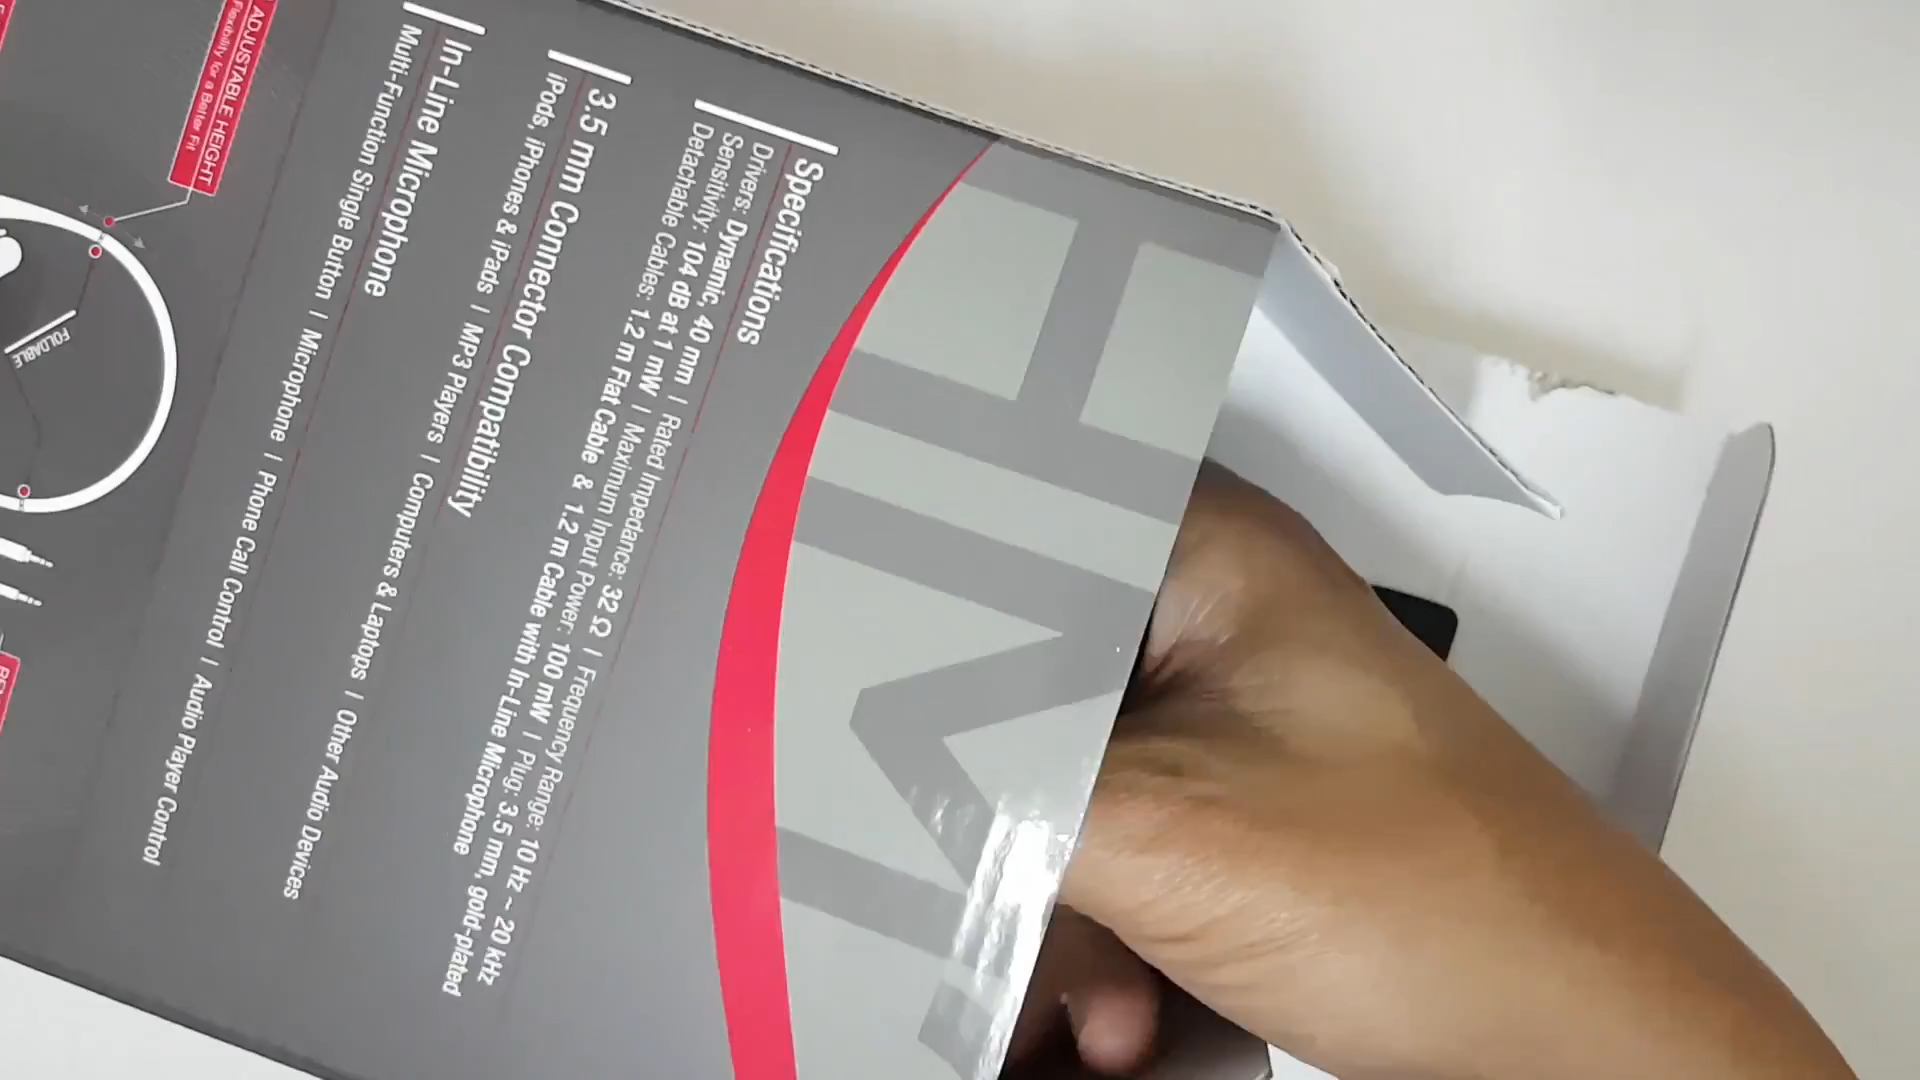 Specifications
Drivers: Dynamic, 40 mm | Rated Impedance: 32 Ω | Frequency Range: 10 Hz ~ 20 kHz
Sensitivity: 104 dB at 1 mW | Maximum Input Power: 100 mW | Plug: 3.5 mm, gold-plated
Detachable Cables: 1.2 m Flat Cable & 1.2 m Cable with In-Line Microphone
3.5 mm Connector Compatibility
iPods, iPhones & iPads | MP3 Players | Computers & Laptops | Other Audio Devices
In-Line Microphone
Multi-Function Single Button | Microphone | Phone Call Control | Audio Player Control
ADJUSTABLE HEIGHT
Flexibility for a Better Fit
FOLDABLE